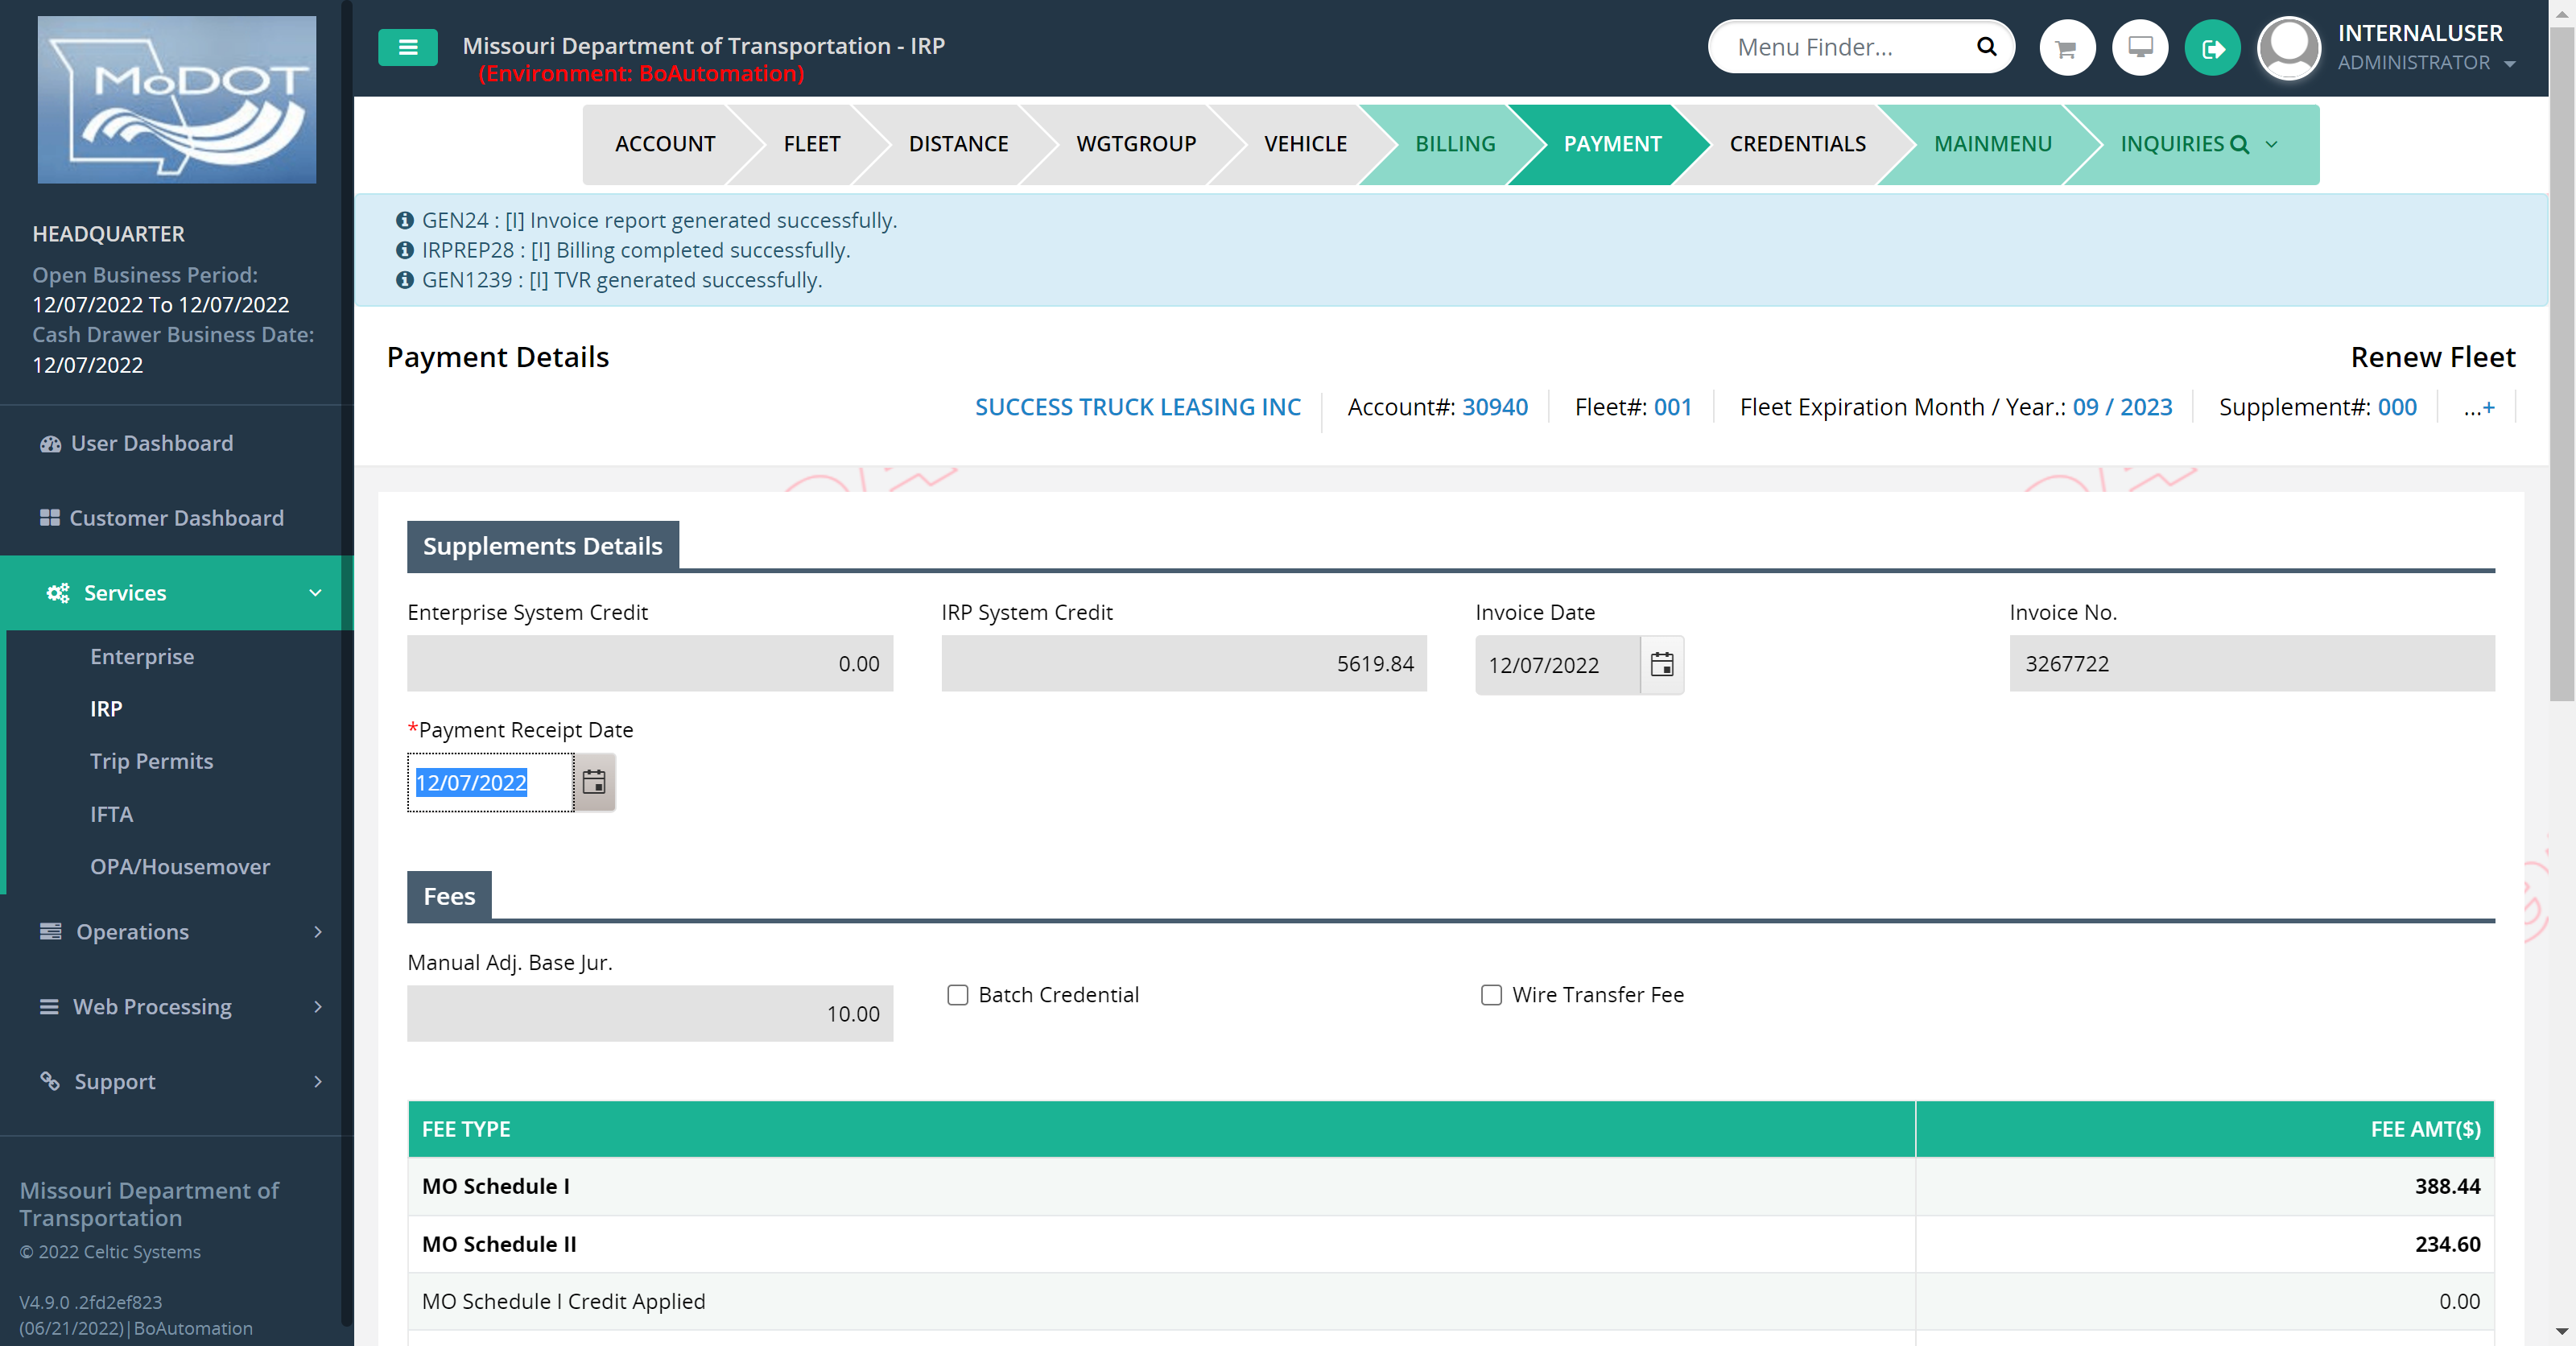 MoDOT
HEADQUARTER
Open Business Period:
12/07/2022 To 12/07/2022
Cash Drawer Business Date:
12/07/2022
User Dashboard
Customer Dashboard
Services
Enterprise
IRP
Trip Permits
IFTA
OPA/Housemover
Operations
Web Processing
Support
Missouri Department of
Transportation
© 2022 Celtic Systems
V4.9.0 .2fd2ef823
(06/21/2022)|BoAutomation
Missouri Department of Transportation - IRP
(Environment: BoAutomation)
Menu Finder...
INTERNALUSER
ADMINISTRATOR
ACCOUNT FLEET DISTANCE WGTGROUP VEHICLE BILLING PAYMENT CREDENTIALS MAINMENU INQUIRIES
GEN24 : [I] Invoice report generated successfully.
IRPREP28 : [I] Billing completed successfully.
GEN1239 : [I] TVR generated successfully.
Payment Details Renew Fleet
SUCCESS TRUCK LEASING INC Account#: 30940 Fleet#: 001 Fleet Expiration Month / Year.: 09 / 2023 Supplement#: 000 ...+
Supplements Details
Enterprise System Credit IRP System Credit Invoice Date Invoice No.
0.00 5619.84 12/07/2022 3267722
*Payment Receipt Date
12/07/2022
Fees
Manual Adj. Base Jur.
10.00 Batch Credential Wire Transfer Fee
FEE TYPE FEE AMT($)
MO Schedule I 388.44
MO Schedule II 234.60
MO Schedule I Credit Applied 0.00